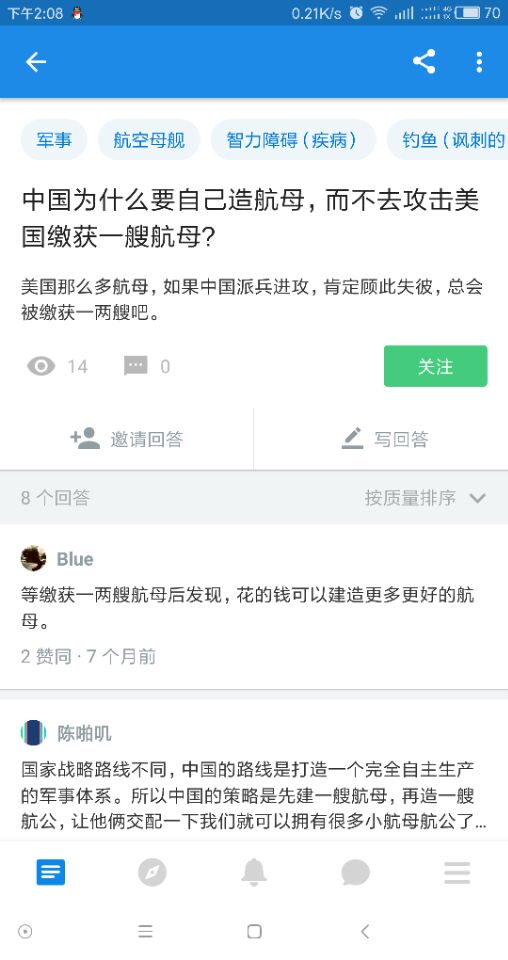 下午2:08
0.21K/s
70
军事
航空母舰
智力障碍（疾病）
钓鱼（讽刺的
中国为什么要自己造航母，而不去攻击美
国缴获一艘航母？
美国那么多航母，如果中国派兵进攻，肯定顾此失彼，总会
被缴获一两艘吧。
14
0
关注
邀请回答
写回答
8 个回答
按质量排序
Blue
等缴获一两艘航母后发现，花的钱可以建造更多更好的航
母。
2 赞同 · 7 个月前
陈啪叽
国家战略路线不同，中国的路线是打造一个完全自主生产
的军事体系。所以中国的策略是先建一艘航母，再造一艘
航公，让他俩交配一下我们就可以拥有很多小航母航公了...